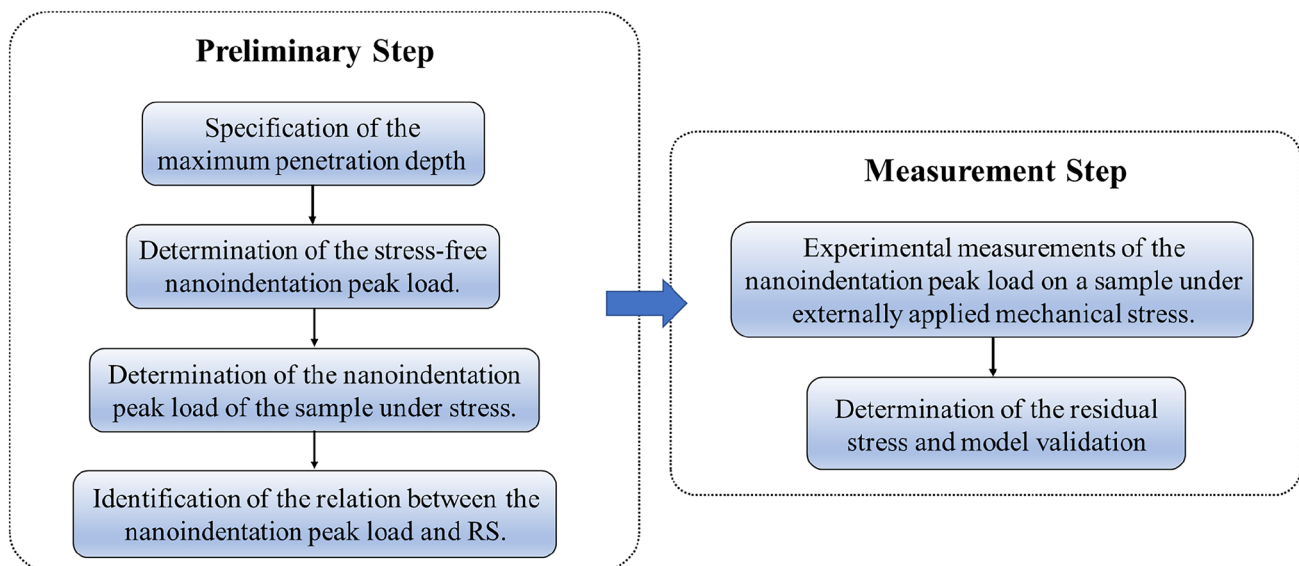 Preliminary Step
Specification of the
maximum penetration depth
Determination of the stress-free
nanoindentation peak load.
Determination of the nanoindentation
peak load of the sample under stress.
Identification of the relation between the
nanoindentation peak load and RS.
Measurement Step
Experimental measurements of the
nanoindentation peak load on a sample under
externally applied mechanical stress.
Determination of the residual
stress and model validation